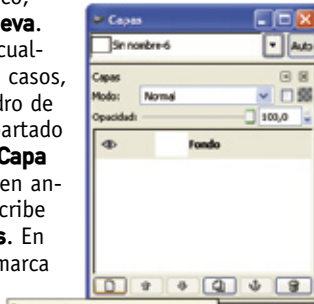 eva.
cual-
casos,
dro de
partado
Capa
en an-
cribe
s. En
marca
Capas
Sin nombre-6
Auto
Capas
Modo: Normal
Opacidad: 100,0
Fondo